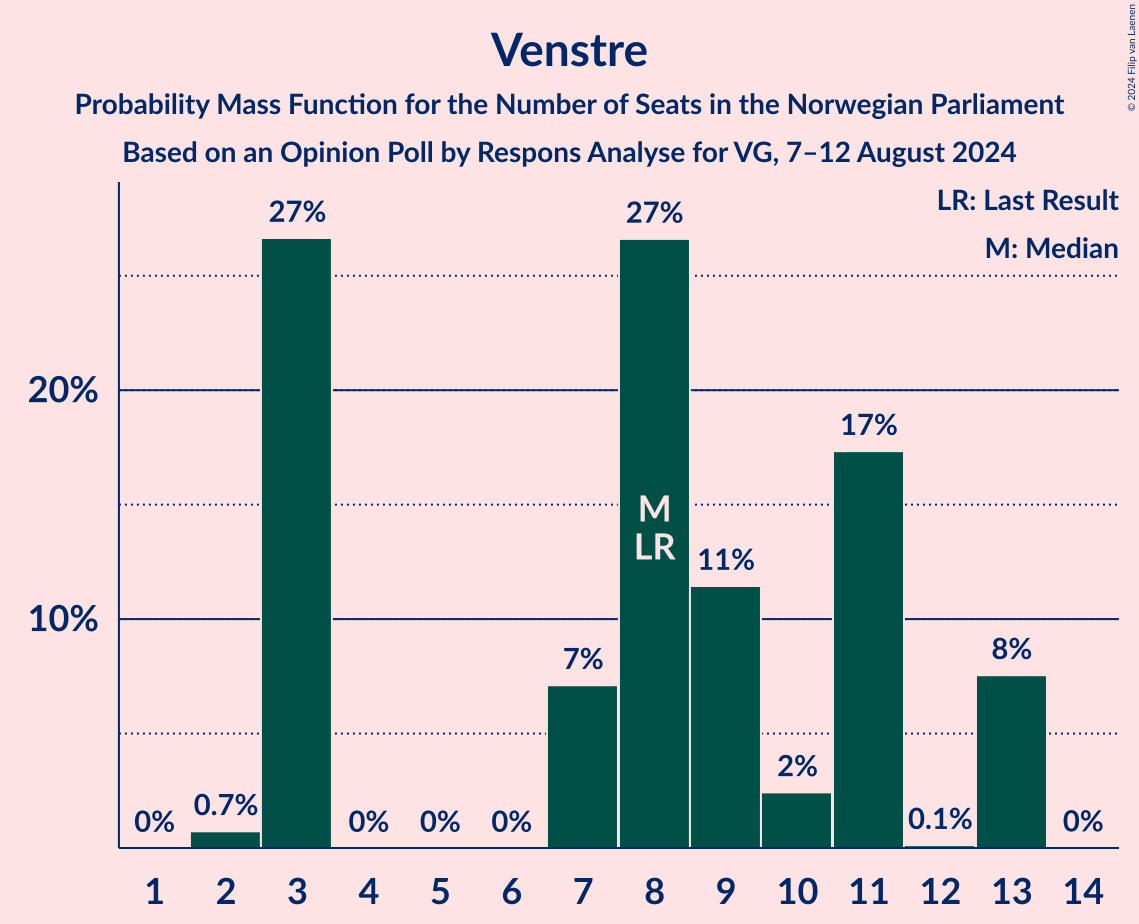 Venstre
Probability Mass Function for the Number of Seats in the Norwegian Parliament
Based on an Opinion Poll by Respons Analyse for VG, 7–12 August 2024
© 2024 Filip van Laenen
LR: Last Result
M: Median
20%
10%
0%
0.7%
27%
0%
0%
0%
7%
27%
M
LR
11%
2%
17%
0.1%
8%
0%
1 2 3 4 5 6 7 8 9 10 11 12 13 14